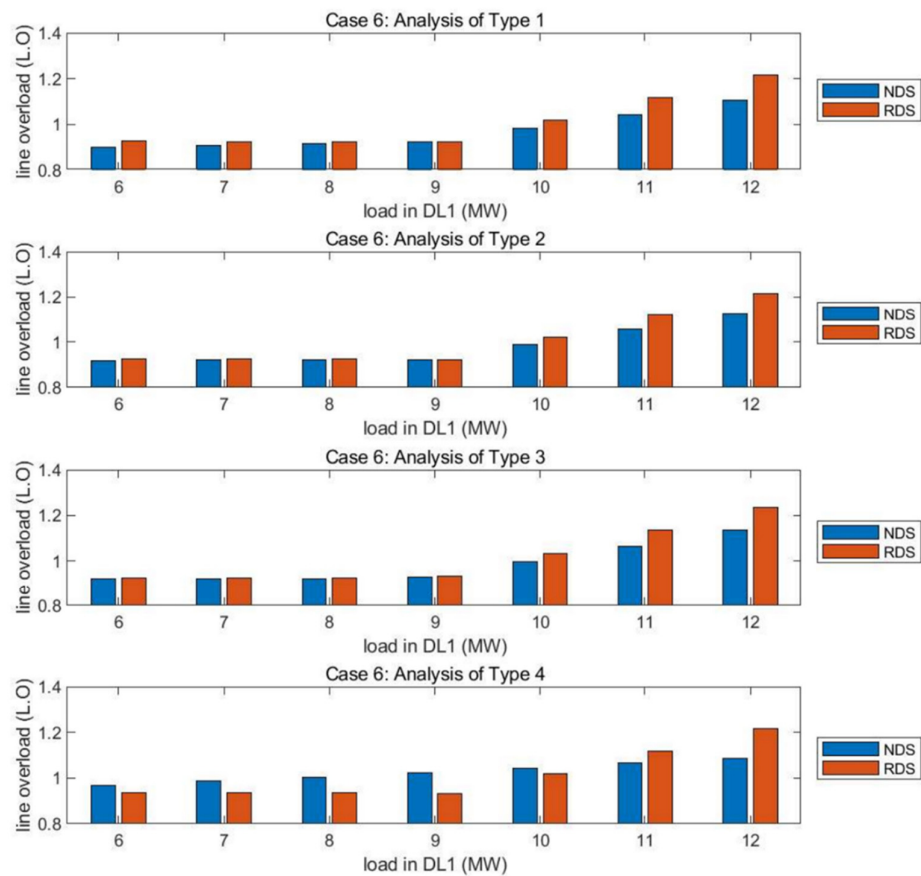 Case 6: Analysis of Type 1
line overload (L.O)
1.4
1.2
1
0.8
6 7 8 9 10 11 12
load in DL1 (MW)
NDS
RDS
Case 6: Analysis of Type 2
line overload (L.O)
1.4
1.2
1
0.8
6 7 8 9 10 11 12
load in DL1 (MW)
NDS
RDS
Case 6: Analysis of Type 3
line overload (L.O)
1.4
1.2
1
0.8
6 7 8 9 10 11 12
load in DL1 (MW)
NDS
RDS
Case 6: Analysis of Type 4
line overload (L.O)
1.4
1.2
1
0.8
6 7 8 9 10 11 12
load in DL1 (MW)
NDS
RDS